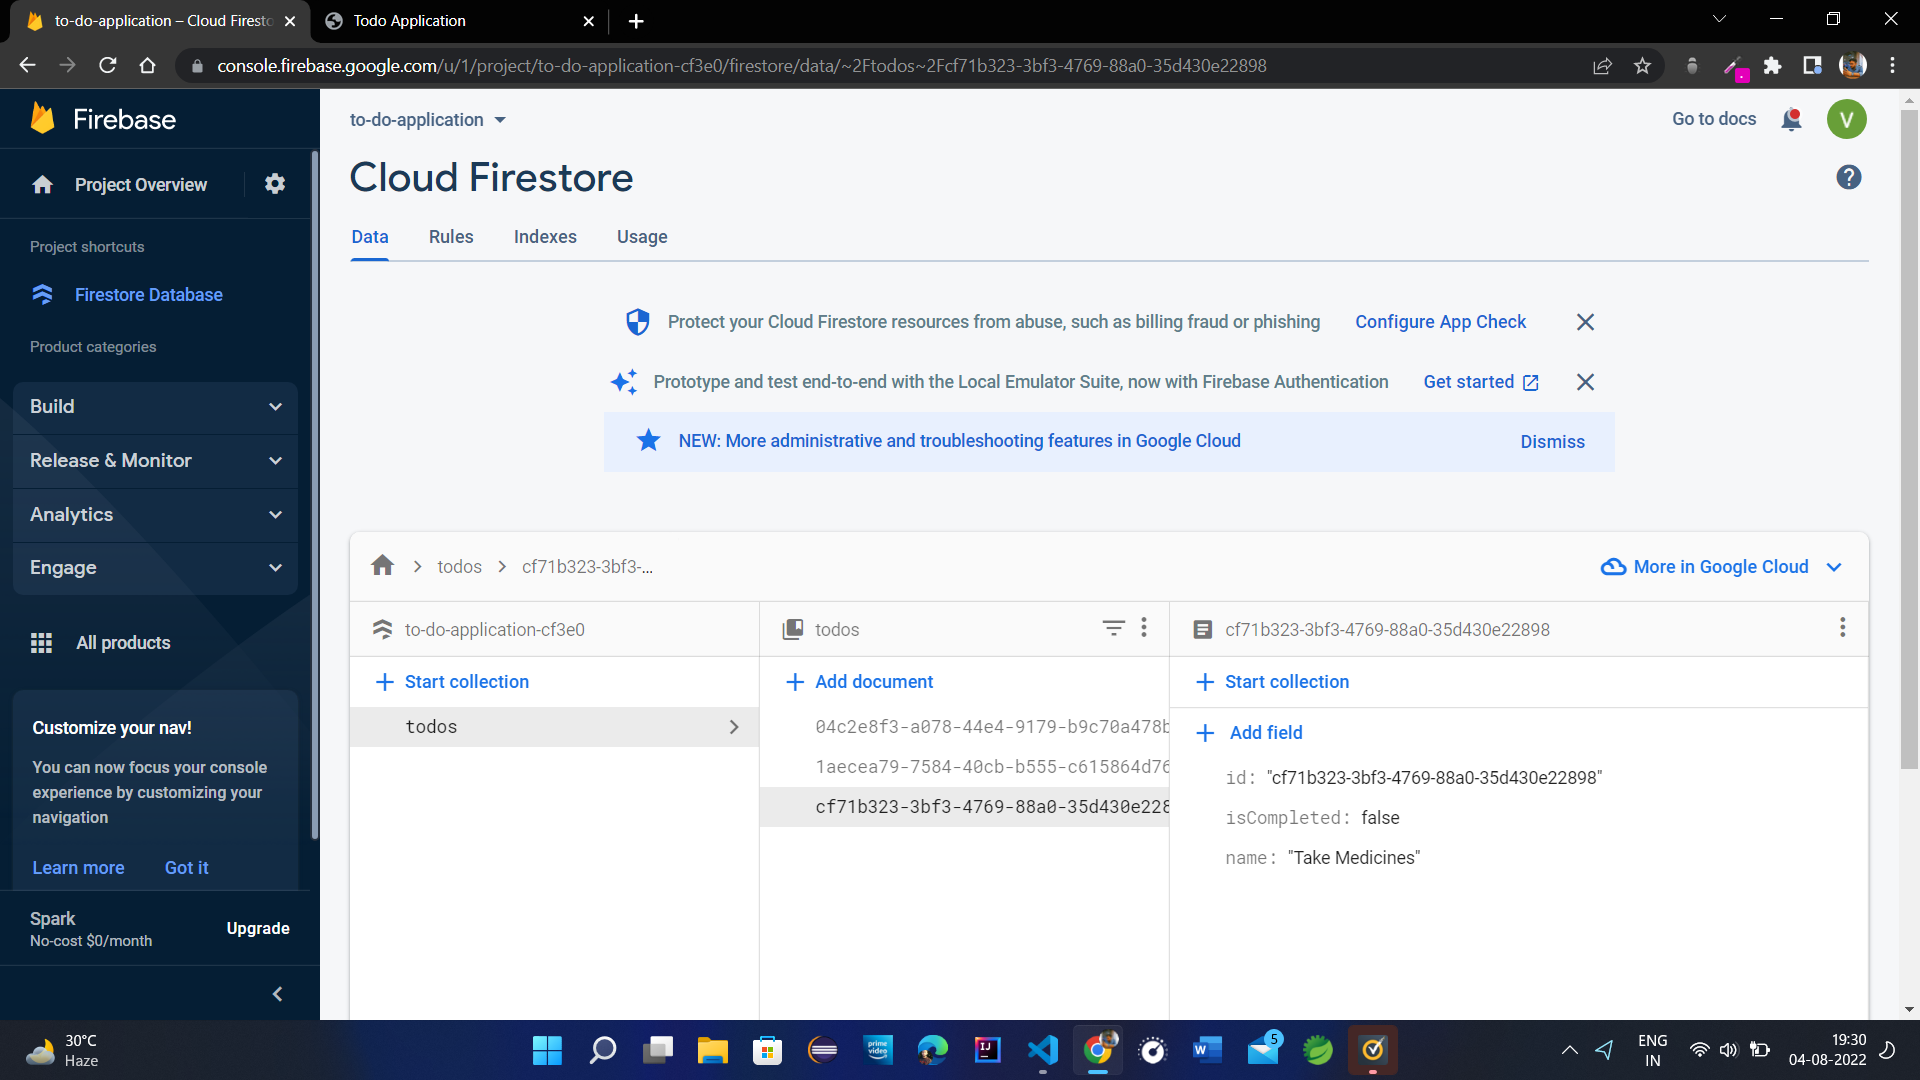 to-do-application – Cloud Firesto
Todo Application
console.firebase.google.com/u/1/project/to-do-application-cf3e0/firestore/data/~2Ftodos~2Fcf71b323-3bf3-4769-88a0-35d430e22898
Firebase
to-do-application
Go to docs
V
Project Overview
Cloud Firestore
Data
Rules
Indexes
Usage
Project shortcuts
Firestore Database
Product categories
Build
Release & Monitor
Analytics
Engage
All products
Customize your nav!
You can now focus your console
experience by customizing your
navigation
Learn more
Got it
Spark
No-cost $0/month
Upgrade
Protect your Cloud Firestore resources from abuse, such as billing fraud or phishing
Configure App Check
Prototype and test end-to-end with the Local Emulator Suite, now with Firebase Authentication
Get started
NEW: More administrative and troubleshooting features in Google Cloud
Dismiss
todos
cf71b323-3bf3-...
More in Google Cloud
to-do-application-cf3e0
Start collection
todos
todos
Add document
04c2e8f3-a078-44e4-9179-b9c70a478b
1aecea79-7584-40cb-b555-c615864d76
cf71b323-3bf3-4769-88a0-35d430e228
cf71b323-3bf3-4769-88a0-35d430e22898
Start collection
Add field
id: "cf71b323-3bf3-4769-88a0-35d430e22898"
isCompleted: false
name: "Take Medicines"
30°C
Haze
prime
video
IJ
W
5
ENG
IN
19:30
04-08-2022